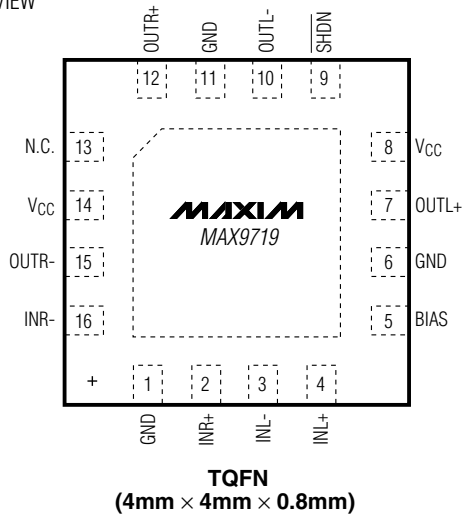 VIEW
OUTR+ GND OUTL- SHDN
12 11 10 9
N.C. 13 8 VCC
VCC 14 7 OUTL+
MAXIM
MAX9719
OUTR- 15 6 GND
INR- 16 5 BIAS
+ 1 2 3 4
GND INR+ INL- INL+
TQFN
(4mm × 4mm × 0.8mm)